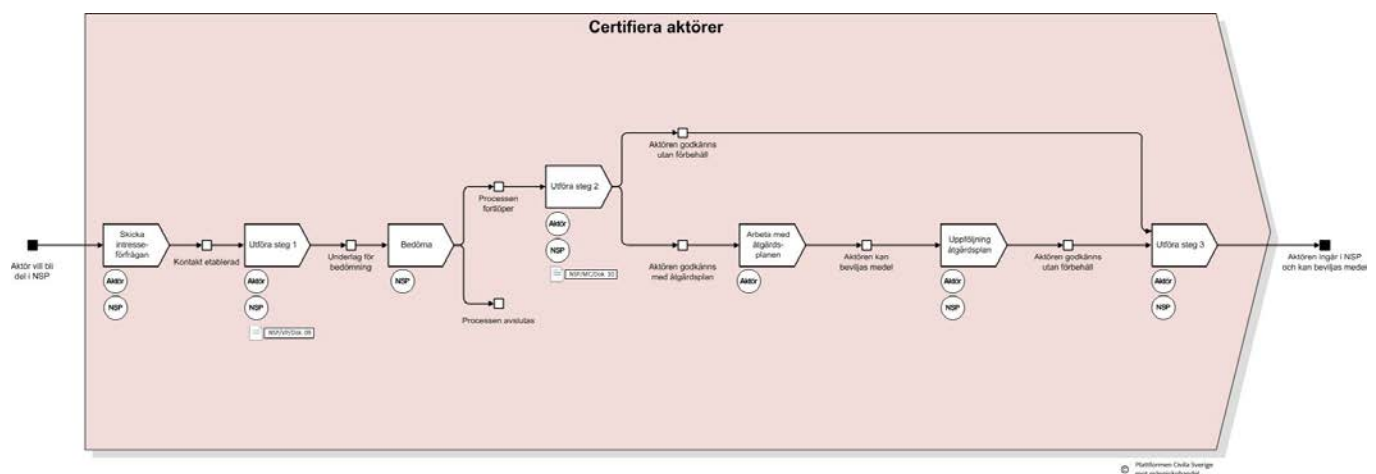 Certifiera aktörer
Aktören godkänns
utan förbehåll
Utföra steg 2
Processen
fortlöper
Aktör
NSP
Aktör vill bli
del i NSP
Skicka
intresse-
förfrågan
Aktör
NSP
Kontakt etablerad
Utföra steg 1
Aktör
NSP
Underlag för
bedömning
Bedöma
NSP
Processen avslutas
Aktören godkänns
med åtgärdsplan
Arbeta med
åtgärds-
planen
Aktör
Aktören kan
beviljas medel
Uppföljning
åtgärdsplan
Aktör
NSP
Aktören godkänns
utan förbehåll
Utföra steg 3
Aktör
NSP
Aktören ingår i NSP
och kan beviljas medel
© Plattformen Civila Sverige
mot människohandel